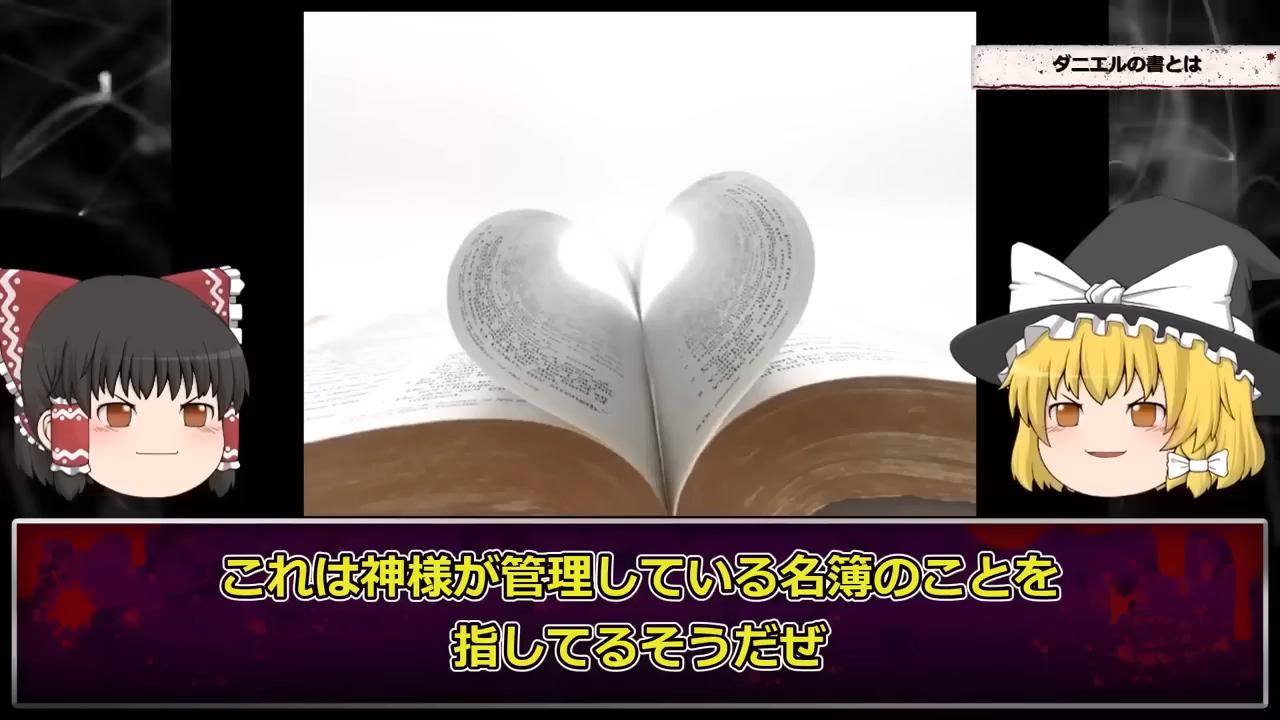 ダニエルの書とは
これは神様が管理している名簿のことを
指してるそうだぜ